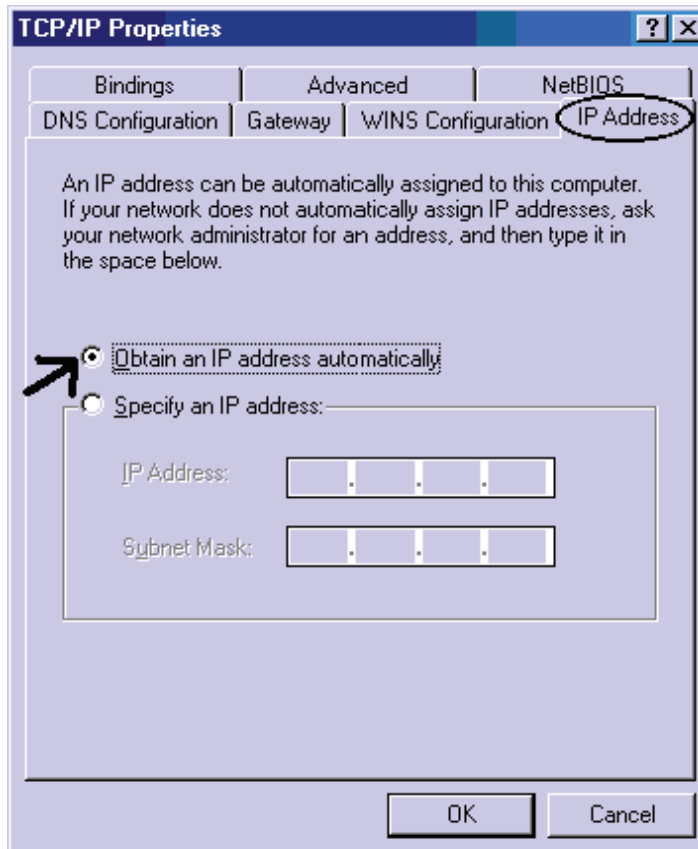 TCP/IP Properties
? X
Bindings Advanced NetBIOS
DNS Configuration Gateway WINS Configuration IP Address
An IP address can be automatically assigned to this computer.
If your network does not automatically assign IP addresses, ask
your network administrator for an address, and then type it in
the space below.
Obtain an IP address automatically
Specify an IP address:
IP Address:
. . .
Subnet Mask:
. . .
OK Cancel